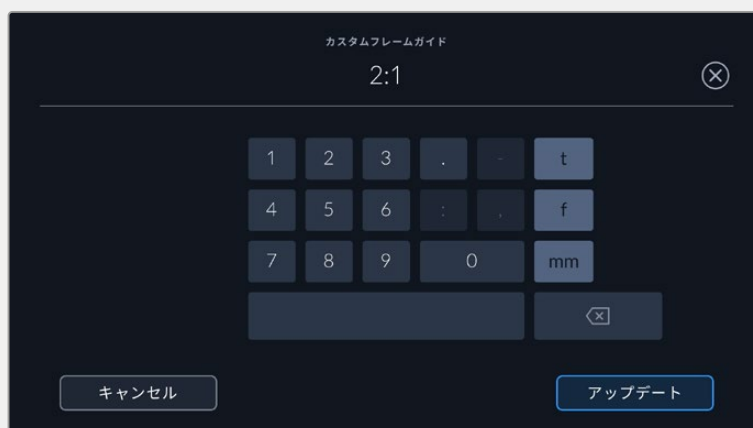 カスタムフレームガイド
2:1
1 2 3 . - t
4 5 6 : , f
7 8 9 0 mm
キャンセル アップデート